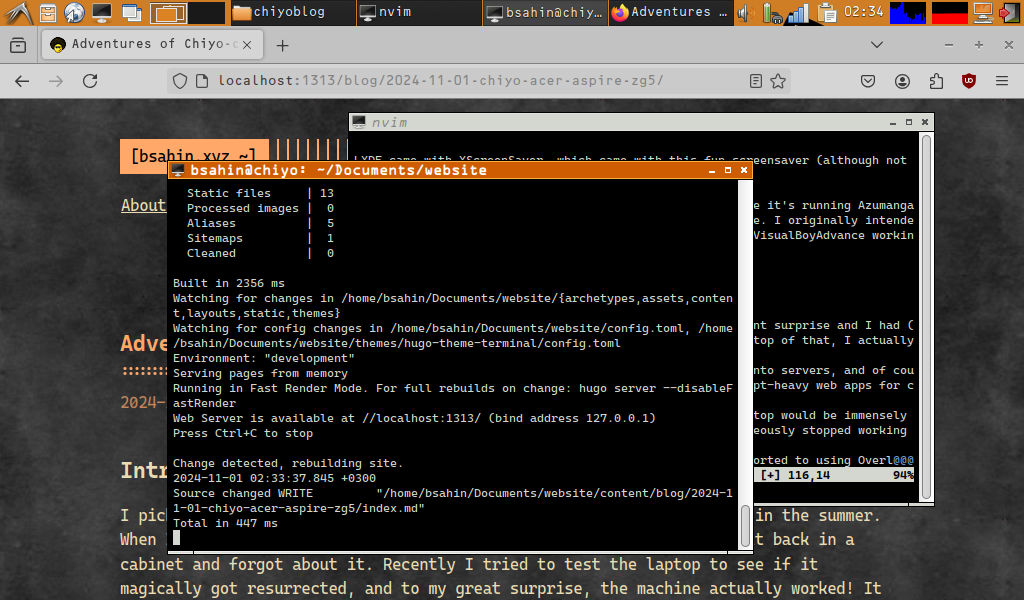 chiyoblog
nvim
bsahin@chiy...
Adventures ...
02:34
Adventures of Chiyo-c
localhost:1313/blog/2024-11-01-chiyo-acer-aspire-zg5/
nvim
[bsahin.xyz ~]
LXDE came with XScreenSaver, which came with this fun screensaver (although not
bsahin@chiyo: ~/Documents/website
About
Static files | 13
Processed images | 0
Aliases | 5
Sitemaps | 1
Cleaned | 0
Built in 2356 ms
Watching for changes in /home/bsahin/Documents/website/{archetypes,assets,conten
t,layouts,static,themes}
Watching for config changes in /home/bsahin/Documents/website/config.toml, /home
/bsahin/Documents/website/themes/hugo-theme-terminal/config.toml
Environment: "development"
Serving pages from memory
Running in Fast Render Mode. For full rebuilds on change: hugo server --disableF
astRender
Web Server is available at //localhost:1313/ (bind address 127.0.0.1)
Press Ctrl+C to stop
Change detected, rebuilding site.
2024-11-01 02:33:37.845 +0300
Source changed WRITE "/home/bsahin/Documents/website/content/blog/2024-1
1-01-chiyo-acer-aspire-zg5/index.md"
Total in 447 ms
e it's running Azumanga
e. I originally intende
VisualBoyAdvance workin
nt surprise and I had (
top of that, I actually
nto servers, and of cou
pt-heavy web apps for c
top would be immensely
eously stopped working
orted to using Overl@@@
[+] 116,14 94%
Adve
2024-
Intr
I pic in the summer.
When t back in a
cabinet and forgot about it. Recently I tried to test the laptop to see if it
magically got resurrected, and to my great surprise, the machine actually worked! It